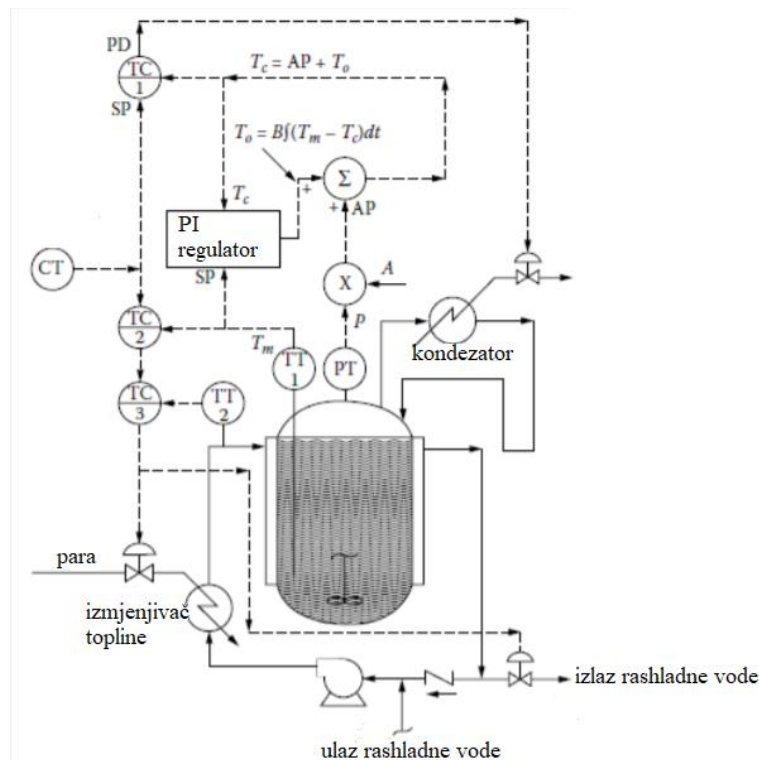 PD
TC
1
SP
T_c = AP + T_o
T_o = B∫(T_m – T_c)dt
Σ
+
+ AP
T_c
PI
regulator
SP
CT
X
A
P
TC
2
T_m
TT
1
PT
kondezator
TC
3
TT
2
para
izmjenjivač
topline
izlaz rashladne vode
ulaz rashladne vode